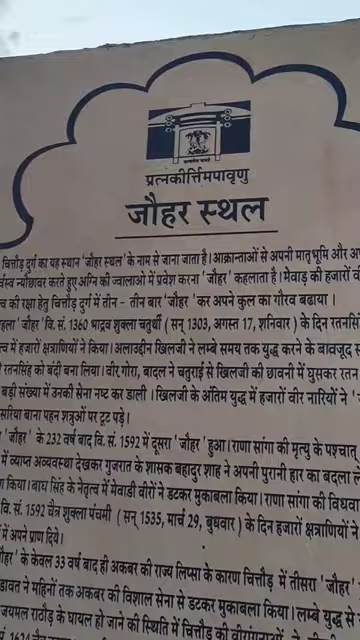 प्रत्नकीर्त्तिमपावृणु
जौहर स्थल
चित्तौड़ दुर्ग का यह स्थान 'जौहर स्थल' के नाम से जाना जाता है। आक्रान्ताओं से अपनी मातृभूमि और
र्वस्व न्यौछावर करते हुए अग्नि की ज्वालाओं में प्रवेश करना 'जौहर' कहलाता है। मेवाड़ की हजारों
की रक्षा हेतु चित्तौड़ दुर्ग में तीन - तीन बार 'जौहर' कर अपने कुल का गौरव बढाया ।
हला 'जौहर' वि. सं. 1360 भाद्रव शुक्ला चतुर्थी ( सन् 1303, अगस्त 17, शनिवार ) के दिन रतनसिं
में हजारों क्षत्राणियों ने किया। अलाउद्दीन खिलजी ने लम्बे समय तक युद्ध करने के बावजूद
रतनसिंह को बंदी बना लिया। वीर गोरा, बादल ने चतुराई से खिलजी की छावनी में घुसकर रतन
बड़ी संख्या में उनकी सेना नष्ट कर डाली । खिलजी के अंतिम युद्ध में हजारों वीर नारियों ने
सरिया बाना पहन शत्रुओं पर टूट पड़े।
'जौहर' के 232 वर्ष बाद वि. सं. 1592 में दूसरा 'जौहर' हुआ। राणा सांगा की मृत्यु के पश्चात्
में व्याप्त अव्यवस्था देखकर गुजरात के शासक बहादुर शाह ने अपनी पुरानी हार का बदला
किया। बाघ सिंह के नेतृत्व में मेवाडी वीरों ने डटकर मुकाबला किया। राणा सांगा की विधवा
वि. सं. 1592 चैत्र शुक्ला पंचमी ( सन् 1535, मार्च 29, बुधवार ) के दिन हजारों क्षत्राणियों ने
में अपने प्राण दिये।
हर' के केवल 33 वर्ष बाद ही अकबर की राज्य लिप्सा के कारण चित्तौड़ में तीसरा 'जौहर'
डावत ने महिनों तक अकबर की विशाल सेना से डटकर मुकाबला किया। लम्बे युद्ध से
जयमल राठौड़ के घायल हो जाने की स्थिति में चित्तौड़ की